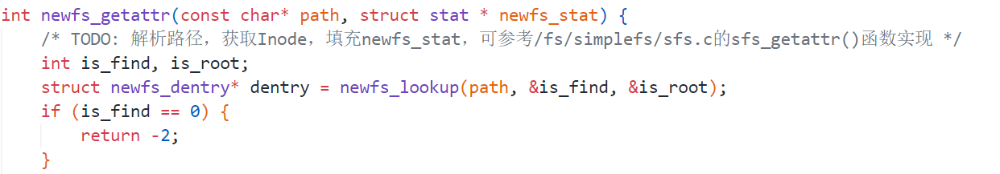 int newfs_getattr(const char* path, struct stat * newfs_stat) {
    /* TODO: 解析路径，获取Inode，填充newfs_stat，可参考/fs/simplefs/sfs.c的sfs_getattr()函数实现 */
    int is_find, is_root;
    struct newfs_dentry* dentry = newfs_lookup(path, &is_find, &is_root);
    if (is_find == 0) {
        return -2;
    }